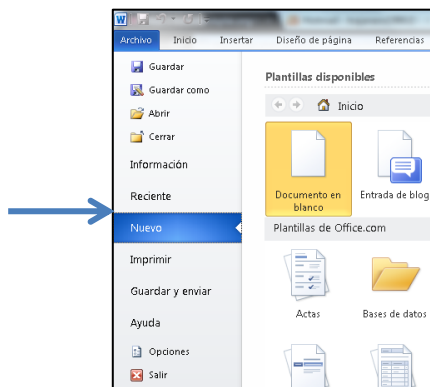 W
Archivo Inicio Insertar Diseño de página Referencias
Guardar
Guardar como
Abrir
Cerrar
Información
Reciente
Nuevo
Imprimir
Guardar y enviar
Ayuda
Opciones
Salir
Plantillas disponibles
Inicio
Documento en blanco
Entrada de blog
Plantillas de Office.com
Actas
Bases de datos